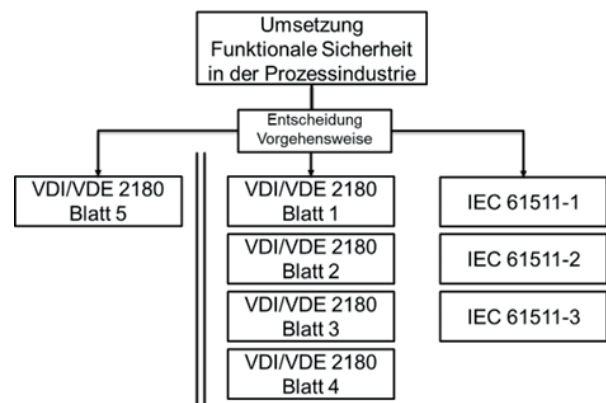 Umsetzung
Funktionale Sicherheit
in der Prozessindustrie
Entscheidung
Vorgehensweise
VDI/VDE 2180
Blatt 5
VDI/VDE 2180
Blatt 1
VDI/VDE 2180
Blatt 2
VDI/VDE 2180
Blatt 3
VDI/VDE 2180
Blatt 4
IEC 61511-1
IEC 61511-2
IEC 61511-3